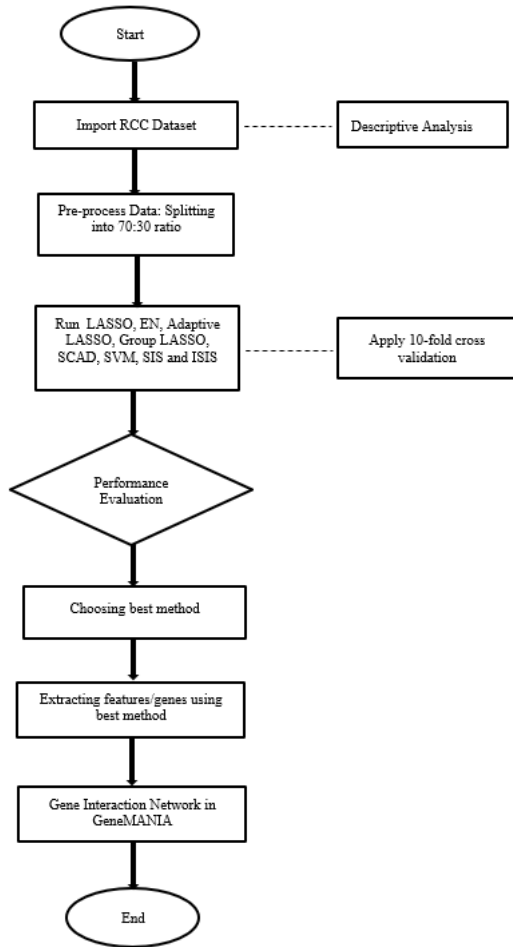 Start
Import RCC Dataset
Descriptive Analysis
Pre-process Data: Splitting
into 70:30 ratio
Run LASSO, EN, Adaptive
LASSO, Group LASSO,
SCAD, SVM, SIS and ISIS
Apply 10-fold cross
validation
Performance
Evaluation
Choosing best method
Extracting features/genes using
best method
Gene Interaction Network in
GeneMANIA
End